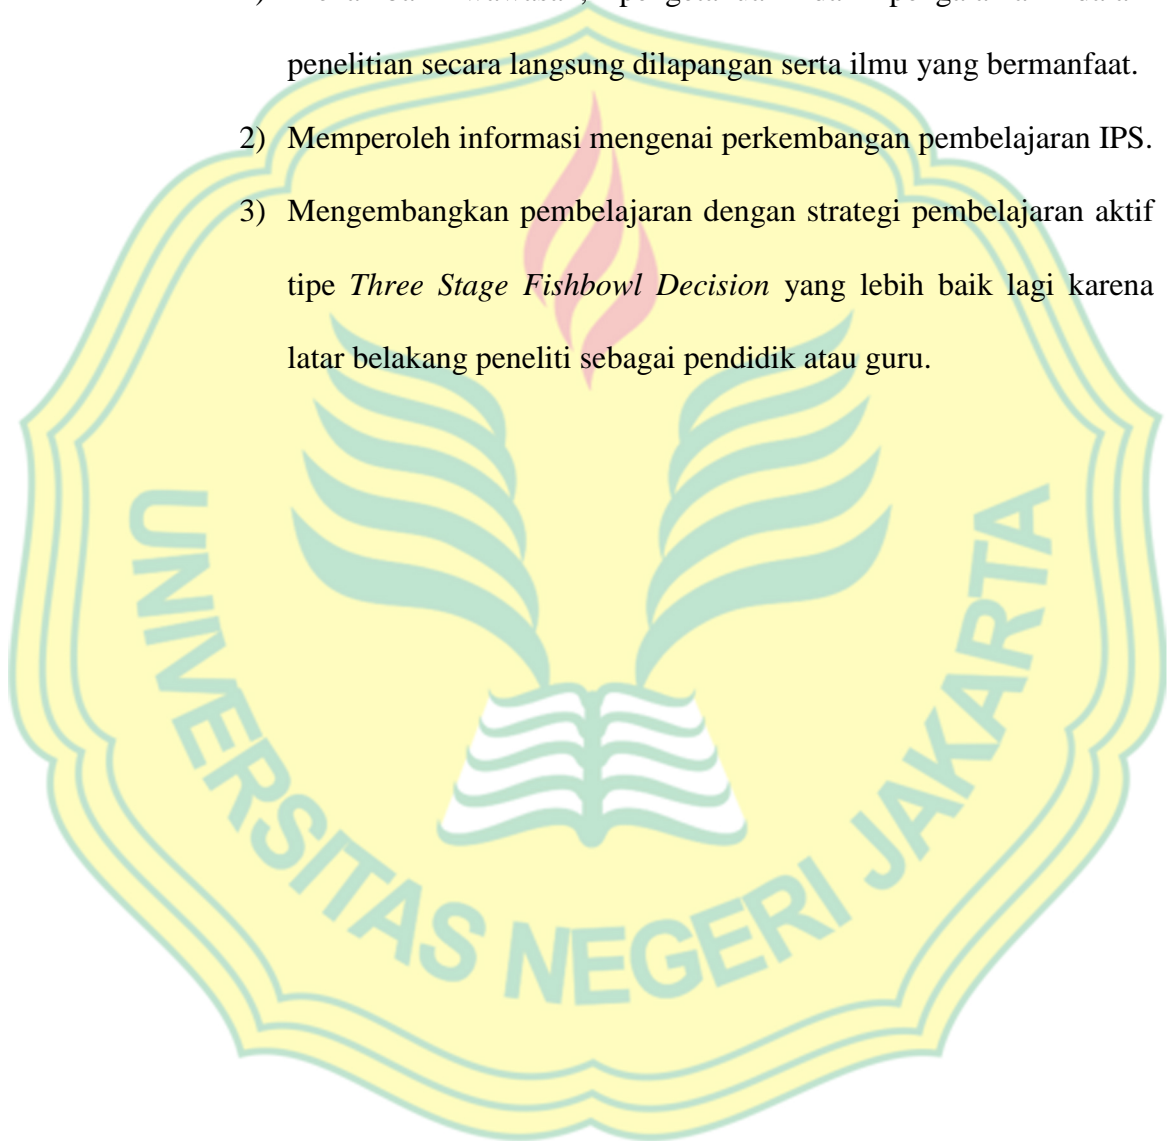 penelitian secara langsung dilapangan serta ilmu yang bermanfaat.
2) Memperoleh informasi mengenai perkembangan pembelajaran IPS.
3) Mengembangkan pembelajaran dengan strategi pembelajaran aktif
tipe Three Stage Fishbowl Decision yang lebih baik lagi karena
latar belakang peneliti sebagai pendidik atau guru.
UNIVERSITAS NEGERI JAKARTA